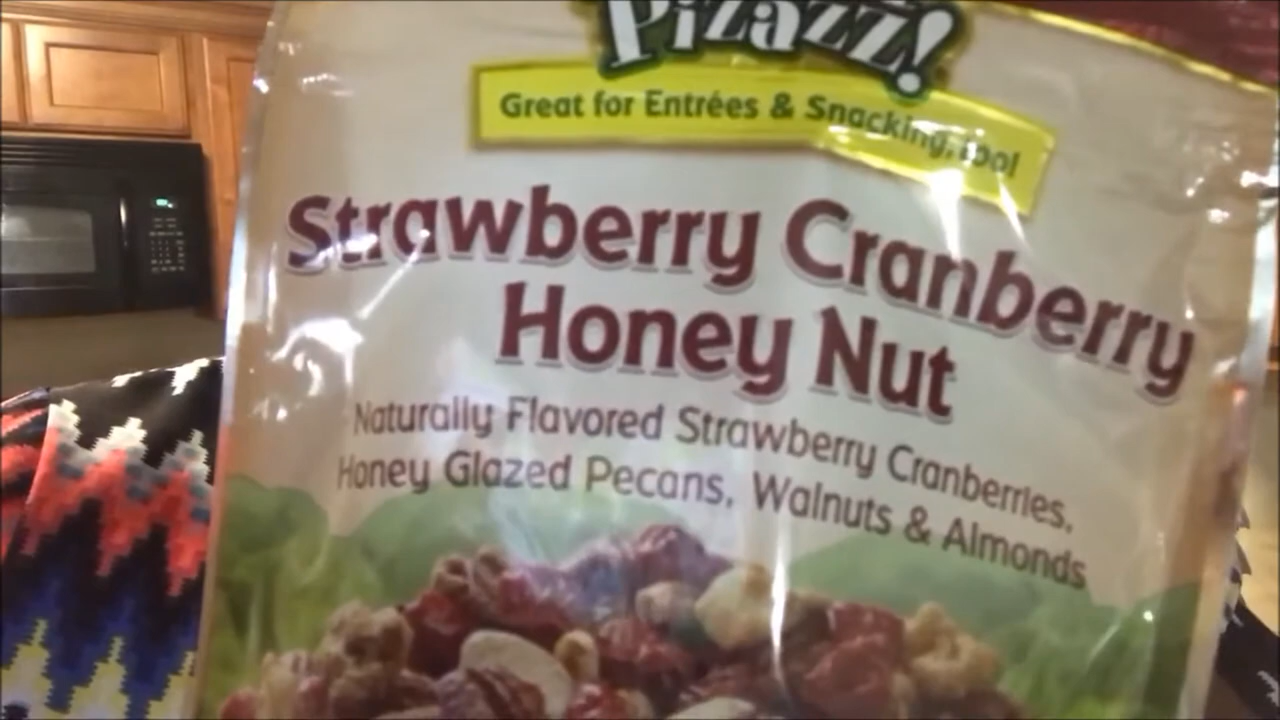 Pizazz!
Great for Entrées & Snacking, too!
Strawberry Cranberry
Honey Nut
Naturally Flavored Strawberry Cranberries,
Honey Glazed Pecans, Walnuts & Almonds